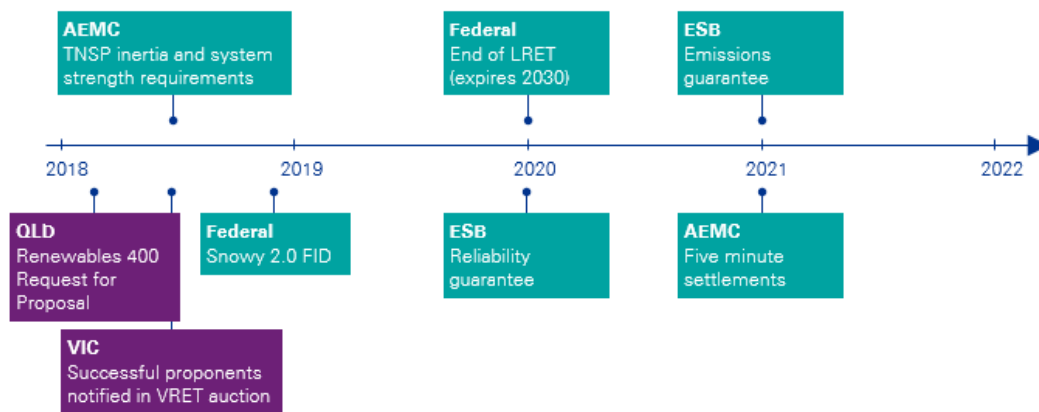 AEMC
TNSP inertia and system
strength requirements
Federal
End of LRET
(expires 2030)
ESB
Emissions
guarantee
2018
2019
2020
2021
2022
QLD
Renewables 400
Request for
Proposal
Federal
Snowy 2.0 FID
ESB
Reliability
guarantee
AEMC
Five minute
settlements
VIC
Successful proponents
notified in VRET auction